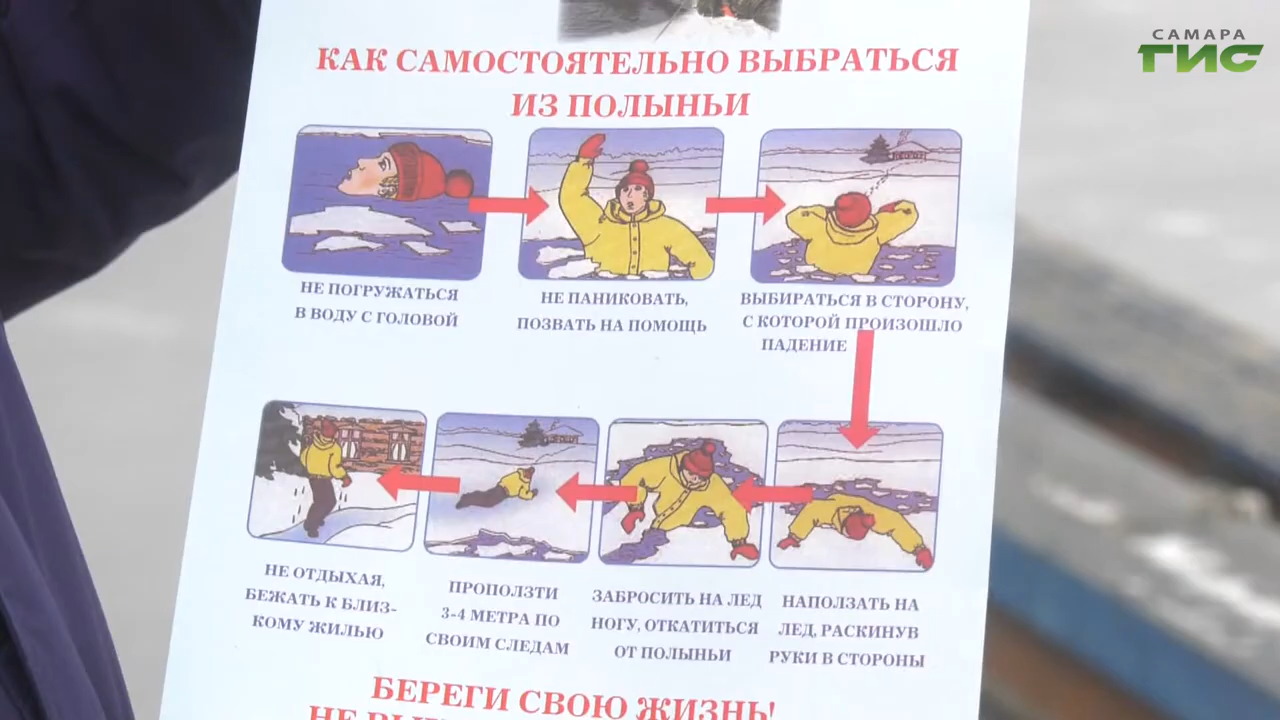 САМАРА
ГИС
КАК САМОСТОЯТЕЛЬНО ВЫБРАТЬСЯ
ИЗ ПОЛЫНЬИ
НЕ ПОГРУЖАТЬСЯ
В ВОДУ С ГОЛОВОЙ
НЕ ПАНИКОВАТЬ,
ПОЗВАТЬ НА ПОМОЩЬ
ВЫБИРАТЬСЯ В СТОРОНУ,
С КОТОРОЙ ПРОИЗОШЛО
ПАДЕНИЕ
НЕ ОТДЫХАЯ,
БЕЖАТЬ К БЛИЗ-
КОМУ ЖИЛЬЮ
ПРОПОЛЗТИ
3-4 МЕТРА ПО
СВОИМ СЛЕДАМ
ЗАБРОСИТЬ НА ЛЕД
НОГУ, ОТКАТИТЬСЯ
ОТ ПОЛЫНЬИ
НАПОЛЗАТЬ НА
ЛЕД, РАСКИНУВ
РУКИ В СТОРОНЫ
БЕРЕГИ СВОЮ ЖИЗНЬ!
НЕ